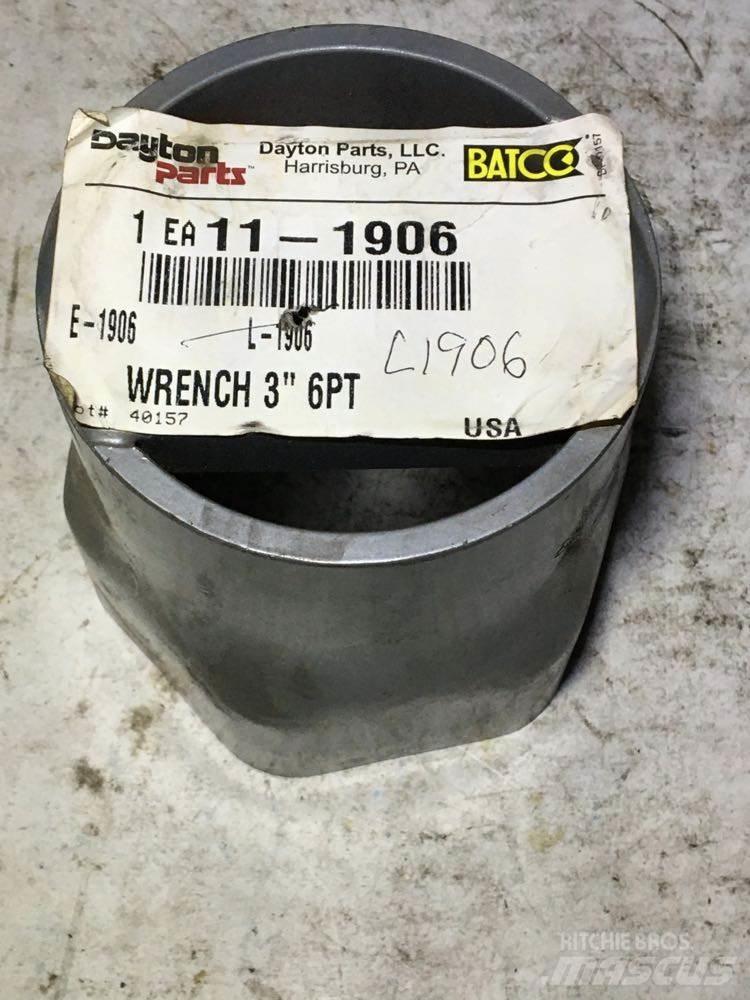 Dayton Parts™
Dayton Parts, LLC.
Harrisburg, PA
BATCO
1 EA 11-1906
E-1906
L-1906
L1906
WRENCH 3" 6PT
40157
USA
RITCHIE BROS.
MASCUS